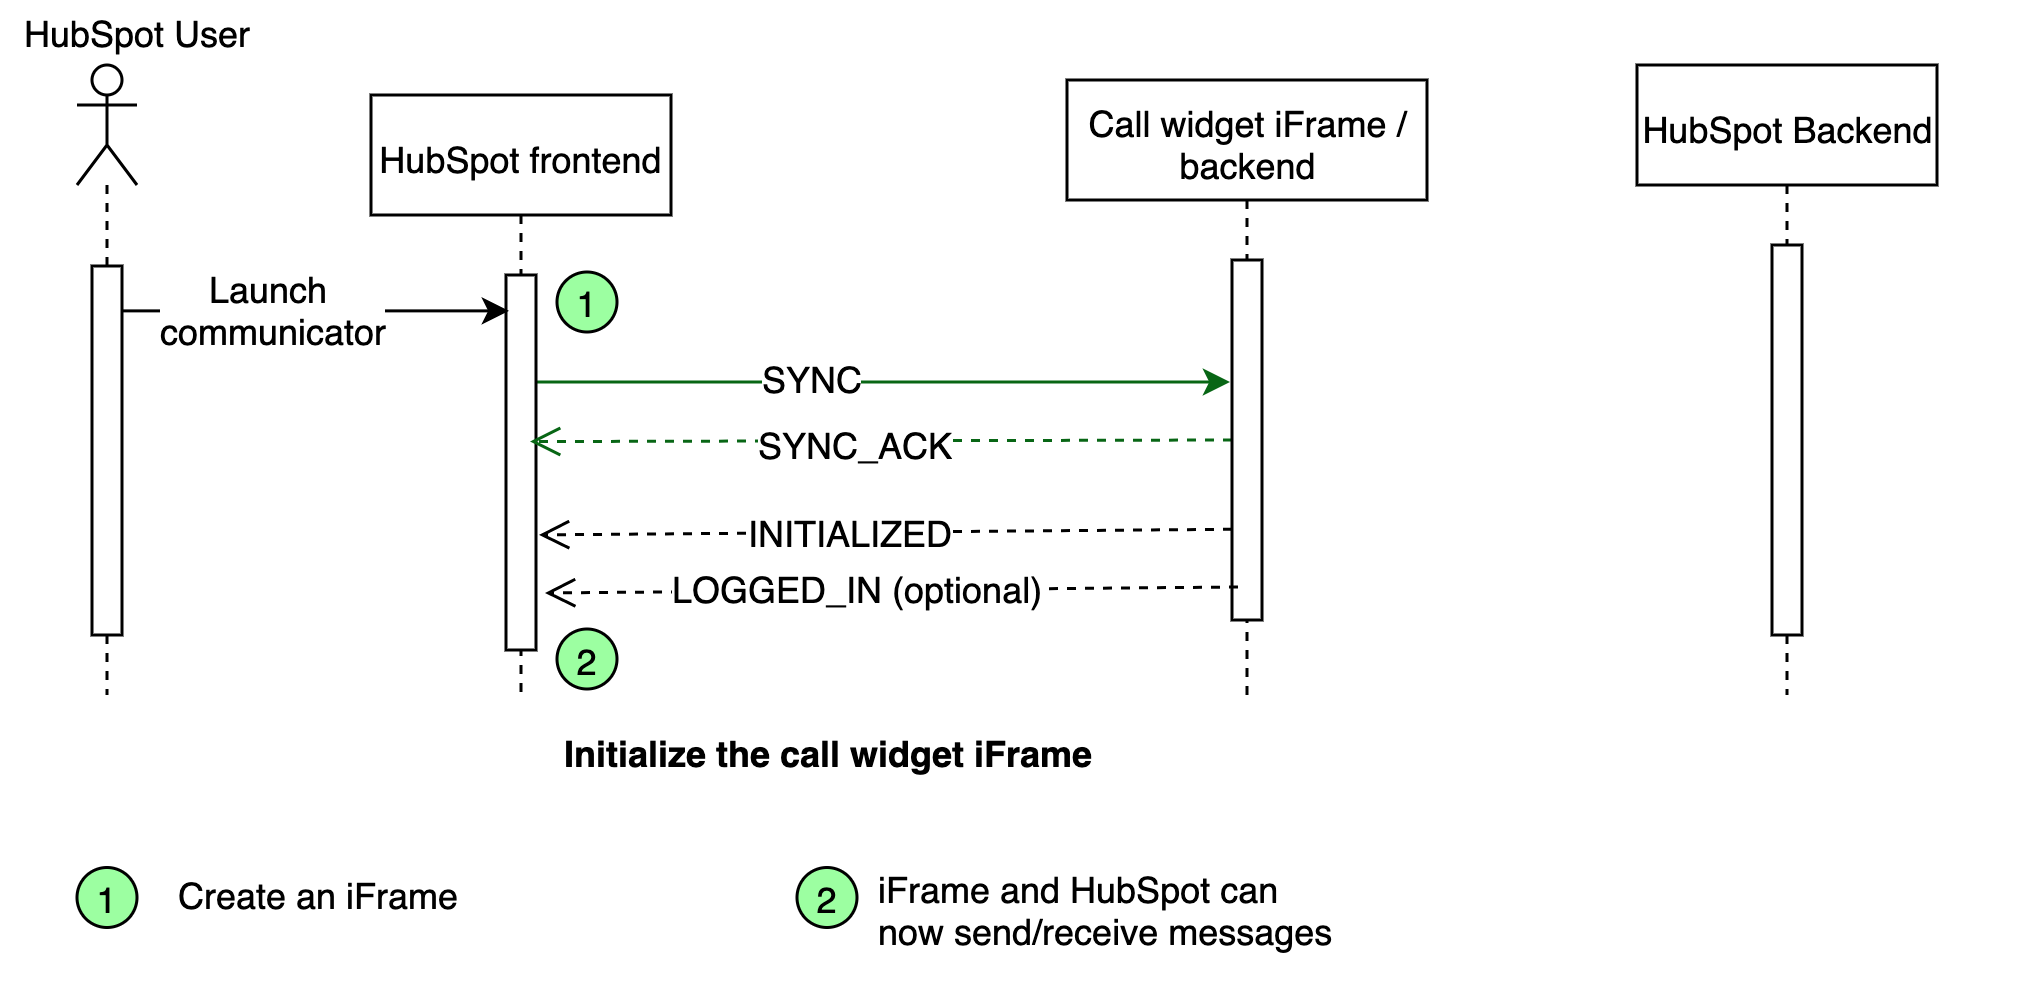 HubSpot User
HubSpot frontend
Call widget iFrame /
backend
HubSpot Backend
Launch
communicator
1
SYNC
SYNC_ACK
INITIALIZED
LOGGED_IN (optional)
2
Initialize the call widget iFrame
1
Create an iFrame
2
iFrame and HubSpot can
now send/receive messages